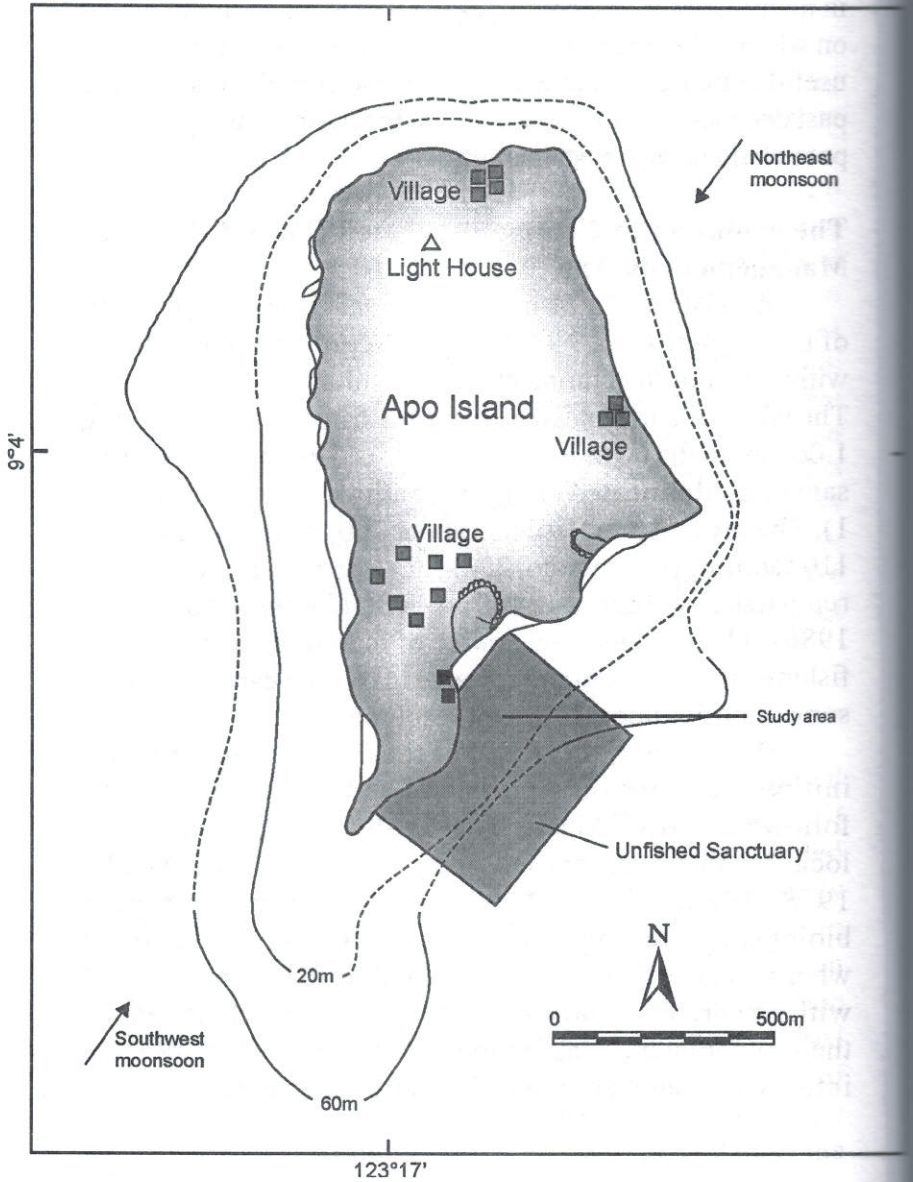 Northeast
moonsoon
Village
Light House
Apo Island
9°4'
Village
Village
Study area
Unfished Sanctuary
N
20m
0 500m
Southwest
moonsoon
60m
123°17'